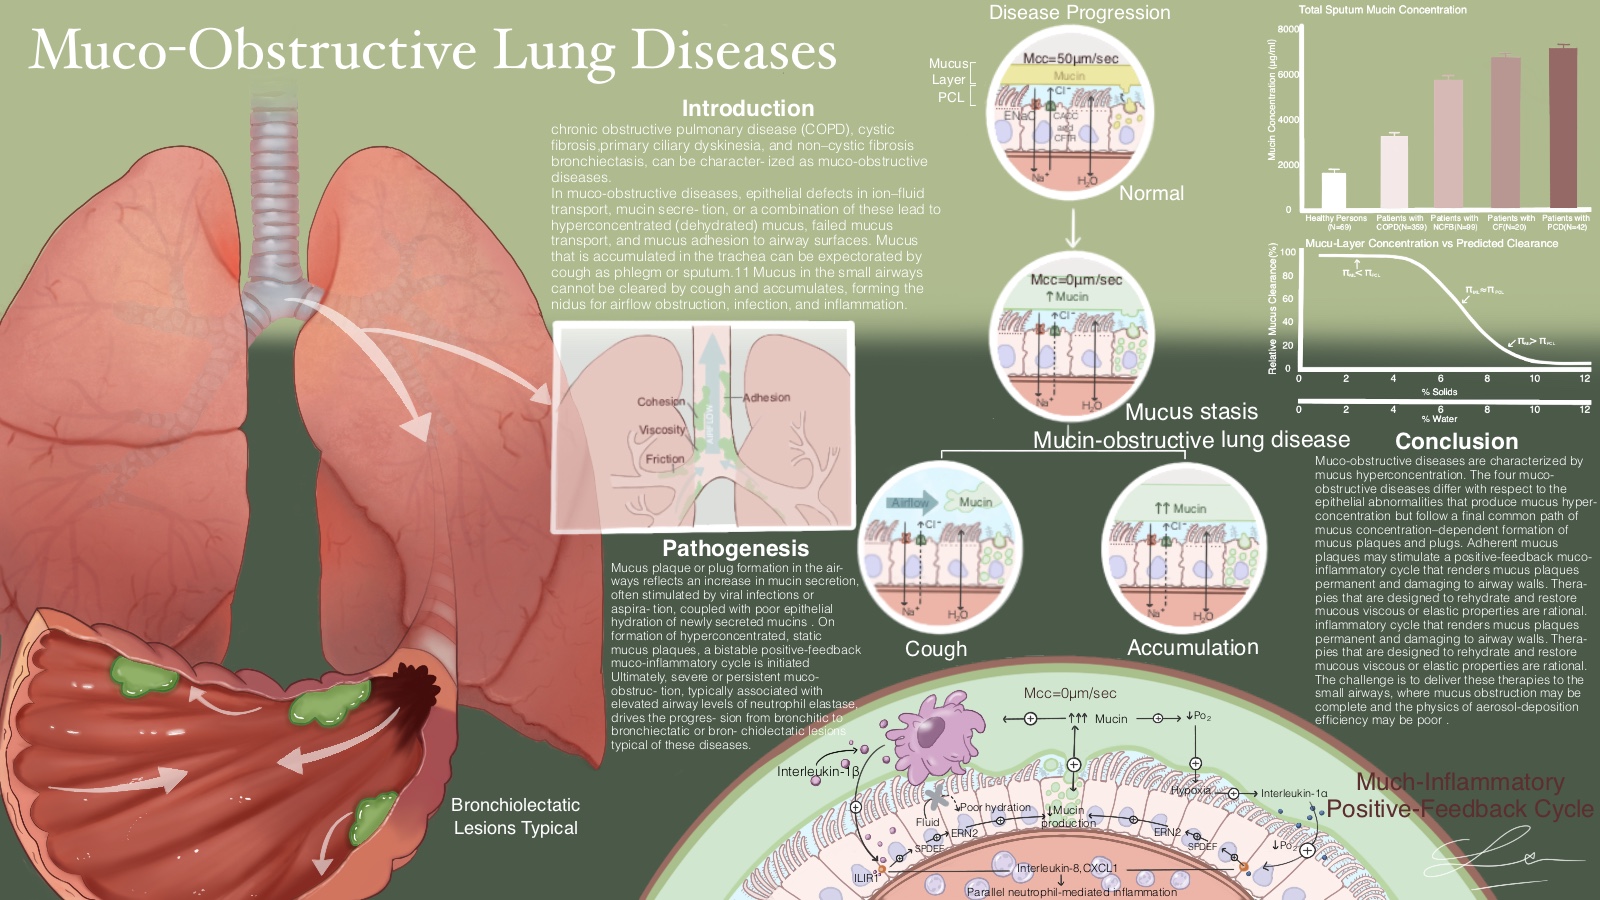 Muco-Obstructive Lung Diseases
Introduction
chronic obstructive pulmonary disease (COPD), cystic
fibrosis,primary ciliary dyskinesia, and non–cystic fibrosis
bronchiectasis, can be character- ized as muco-obstructive
diseases.
In muco-obstructive diseases, epithelial defects in ion–fluid
transport, mucin secre- tion, or a combination of these lead to
hyperconcentrated (dehydrated) mucus, failed mucus
transport, and mucus adhesion to airway surfaces. Mucus
that is accumulated in the trachea can be expectorated by
cough as phlegm or sputum.11 Mucus in the small airways
cannot be cleared by cough and accumulates, forming the
nidus for airflow obstruction, infection, and inflammation.
Cohesion
Adhesion
Viscosity
Friction
Airflow
Pathogenesis
Mucus plaque or plug formation in the air-
ways reflects an increase in mucin secretion,
often stimulated by viral infections or
aspira- tion, coupled with poor epithelial
hydration of newly secreted mucins . On
formation of hyperconcentrated, static
mucus plaques, a bistable positive-feedback
muco-inflammatory cycle is initiated
Ultimately, severe or persistent muco-
obstruc- tion, typically associated with
elevated airway levels of neutrophil elastase,
drives the progres- sion from bronchitic to
bronchiectatic or bron- chiolectatic lesions
typical of these diseases.
Bronchiolectatic
Lesions Typical
Disease Progression
Mucus
Layer
PCL
Mcc=50μm/sec
Mucin
Cl⁻
ENaC
CACC
and
CFTR
Na⁺
H₂O
Normal
Mcc=0μm/sec
↑Mucin
↑Cl⁻
Na⁺
H₂O
Mucus stasis
Mucin-obstructive lung disease
Airflow
Mucin
↑Cl⁻
Na⁺
H₂O
Cough
↑↑Mucin
↑Cl⁻
Na⁺
H₂O
Accumulation
Total Sputum Mucin Concentration
Mucin Concentration (μg/ml)
8000
6000
4000
2000
0
Healthy Persons
(N=69)
Patients with
COPD(N=359)
Patients with
NCFB(N=99)
Patients with
CF(N=20)
Patients with
PCD(N=42)
Mucu-Layer Concentration vs Predicted Clearance
Relative Mucus Clearance(%)
100
80
60
40
20
0
π ML< π PCL
π ML≈π PCL
π ML> π PCL
0 2 4 6 8 10 12
% Solids
0 2 4 6 8 10 12
% Water
Conclusion
Muco-obstructive diseases are characterized by
mucus hyperconcentration. The four muco-
obstructive diseases differ with respect to the
epithelial abnormalities that produce mucus hyper-
concentration but follow a final common path of
mucus concentration–dependent formation of
mucus plaques and plugs. Adherent mucus
plaques may stimulate a positive-feedback muco-
inflammatory cycle that renders mucus plaques
permanent and damaging to airway walls. Thera-
pies that are designed to rehydrate and restore
mucous viscous or elastic properties are rational.
inflammatory cycle that renders mucus plaques
permanent and damaging to airway walls. Thera-
pies that are designed to rehydrate and restore
mucous viscous or elastic properties are rational.
The challenge is to deliver these therapies to the
small airways, where mucus obstruction may be
complete and the physics of aerosol-deposition
efficiency may be poor .
Much-Inflammatory
Positive-Feedback Cycle
Mcc=0μm/sec
↑↑↑ Mucin
↓Po₂
Interleukin-1β
Hypoxia
Interleukin-1α
Poor hydration
Fluid
↓Mucin
production
ERN2
SPDEF
ERN2
SPDEF
↓Po₂
ILIR1
Interleukin-8,CXCL1
Parallel neutrophil-mediated inflammation